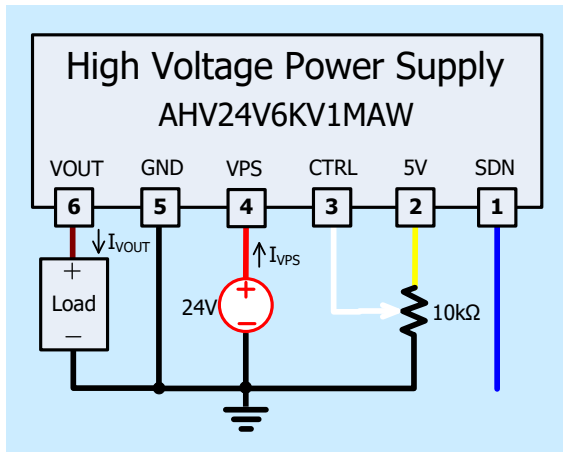 High Voltage Power Supply
AHV24V6KV1MAW
VOUT GND VPS CTRL 5V SDN
6 5 4 3 2 1
IVOUT IVPS
+ +
24V Load 10kΩ
− −